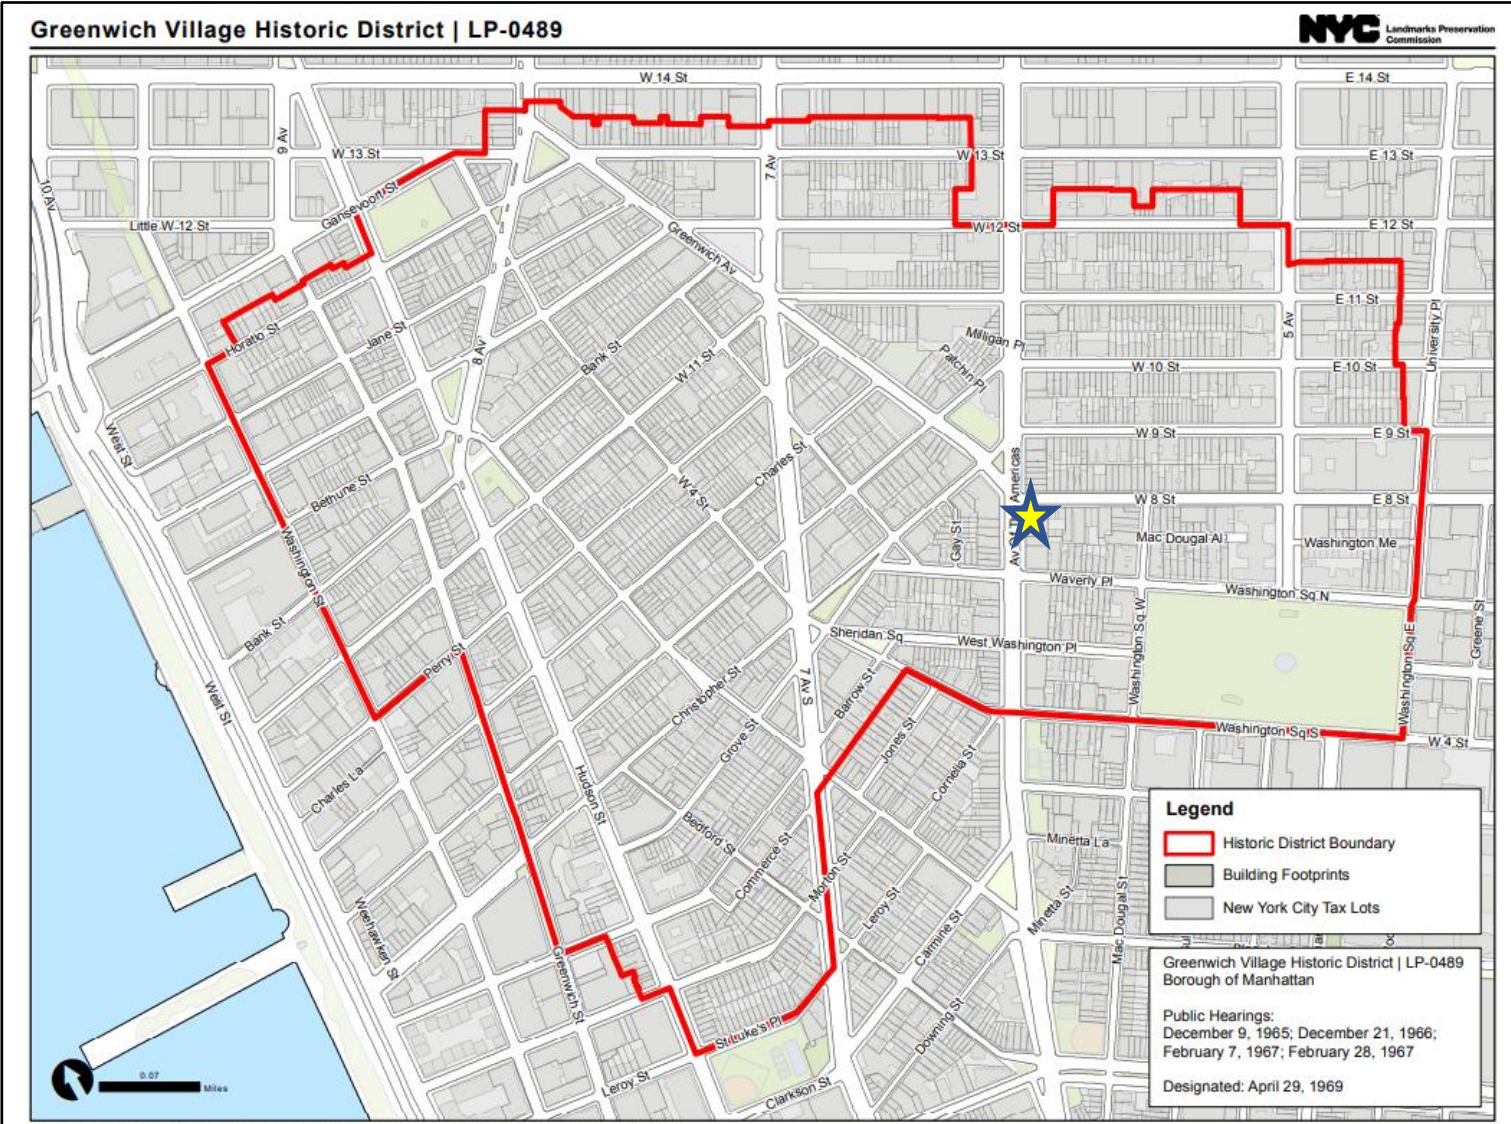 Greenwich Village Historic District | LP-0489
NYC Landmarks Preservation
Commission
W 14 St
E 14 St
9 Av
W 13 St
7 Av
W 13 St
E 13 St
10 Av
Gansevoort St
Little W 12 St
Greenwich Av
W 12 St
E 12 St
E 11 St
University Pl
Horatio St
Jane St
8 Av
Bank St
W 11 St
Milligan Pl
Patchin Pl
5 Av
W 10 St
E 10 St
West St
W 9 St
E 9 St
Charles St
Bethune St
W 4 St
Americas
W 8 St
E 8 St
Washington St
Gay St
Av Of
Mac Dougal Al
Washington Me
Waverly Pl
Washington Sq N
Bank St
Sheridan Sq
West Washington Pl
Washington Sq W
Washington Sq E
Greene St
Perry St
West St
Christopher St
7 Av S
Barrow St
Grove St
Jones St
Washington Sq S
W 4 St
Charles La
Hudson St
Cornelia St
Bedford St
Commerce St
Morton St
Minetta La
Weehawken St
Leroy St
Carmine St
Minetta St
Mac Dougal St
Greenwich St
St Luke's Pl
Downing St
Leroy St
Clarkson St
0.07
Miles
Legend
Historic District Boundary
Building Footprints
New York City Tax Lots
Greenwich Village Historic District | LP-0489
Borough of Manhattan
Public Hearings:
December 9, 1965; December 21, 1966;
February 7, 1967; February 28, 1967
Designated: April 29, 1969